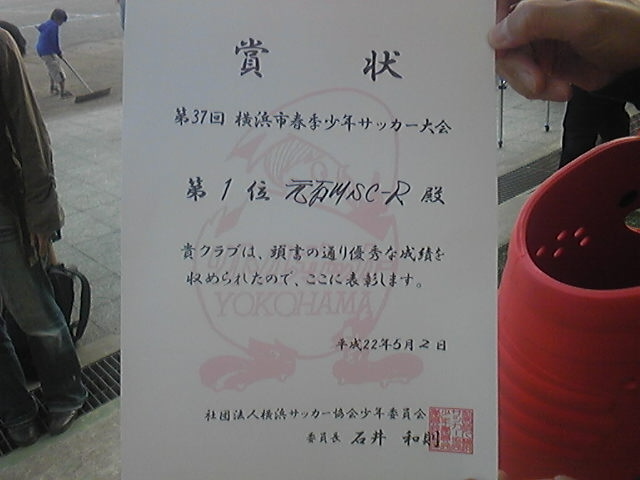 賞状
第37回 横浜市春季少年サッカー大会
第1位 元石川SC-R 殿
貴クラブは、頭書の通り優秀な成績を
収められたので、ここに表彰します。
YOKOHAMA
平成22年5月2日
社団法人横浜サッカー協会少年委員会
委員長 石井 和則